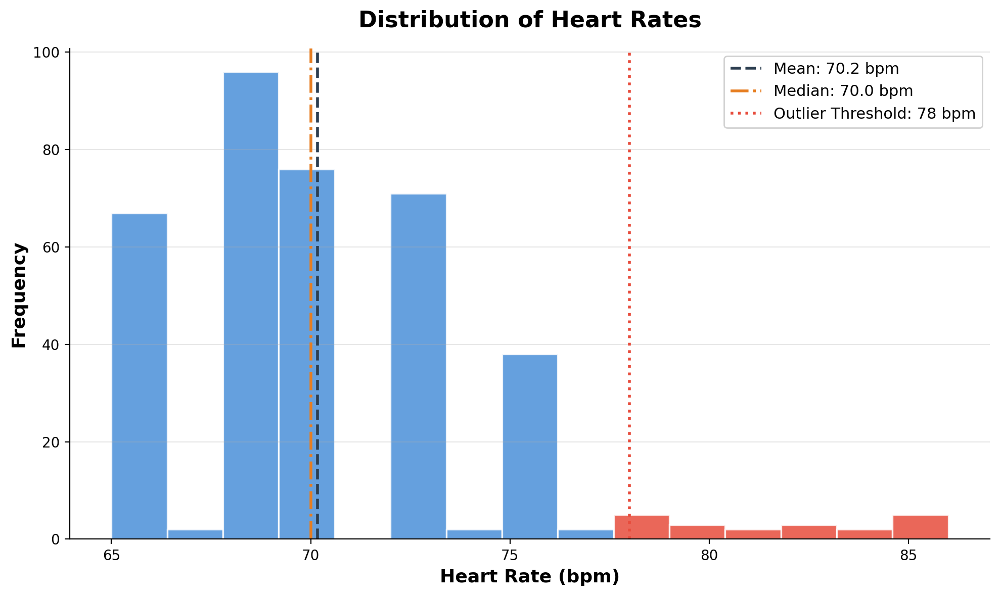 Distribution of Heart Rates
100
80
60
40
20
0
Frequency
Mean: 70.2 bpm
Median: 70.0 bpm
Outlier Threshold: 78 bpm
65 70 75 80 85
Heart Rate (bpm)